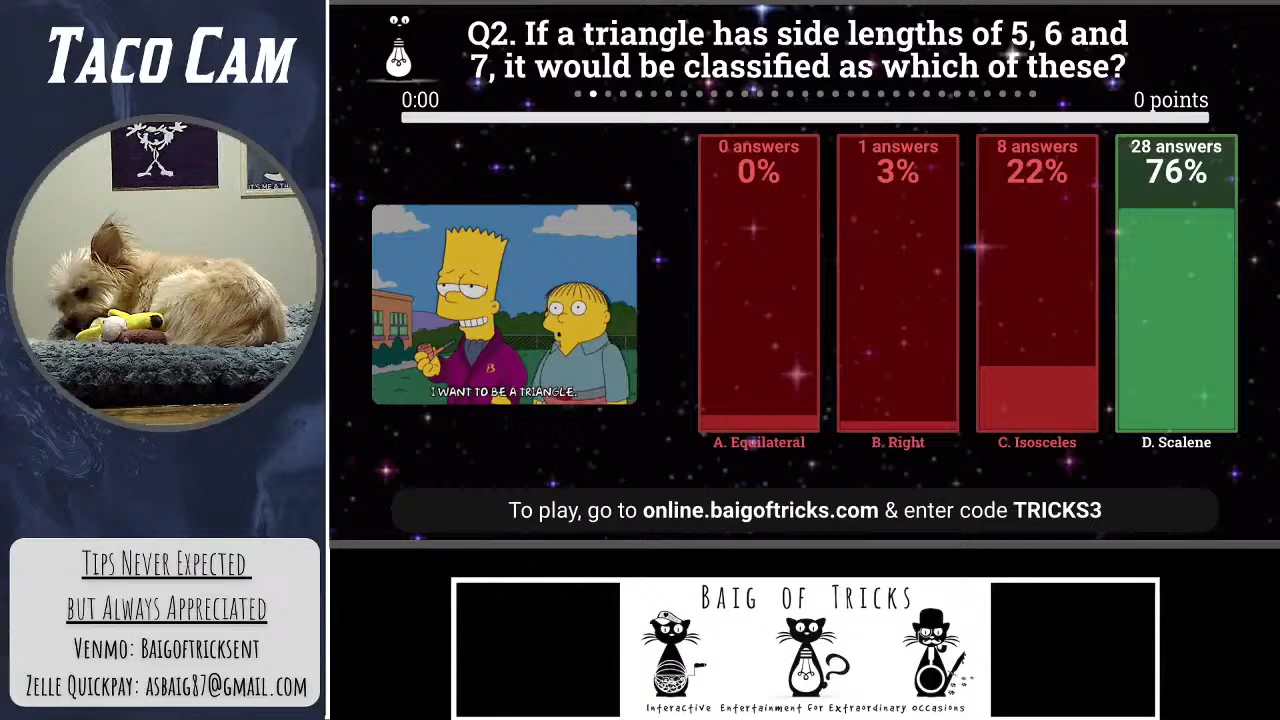 TACO CAM
IT'S ME & TH
TIPS NEVER EXPECTED
BUT ALWAYS APPRECIATED
VENMO: BAIGOFTRICKSENT
ZELLE QUICKPAY: ASBAIG87@GMAIL.COM
Q2. If a triangle has side lengths of 5, 6 and
7, it would be classified as which of these?
0:00
0 points
0 answers
0%
1 answers
3%
8 answers
22%
28 answers
76%
B
I WANT TO BE A TRIANGLE.
A. Equilateral
B. Right
C. Isosceles
D. Scalene
To play, go to online.baigoftricks.com & enter code TRICKS3
BAIG OF TRICKS
Interactive Entertainment for Extraordinary occasions